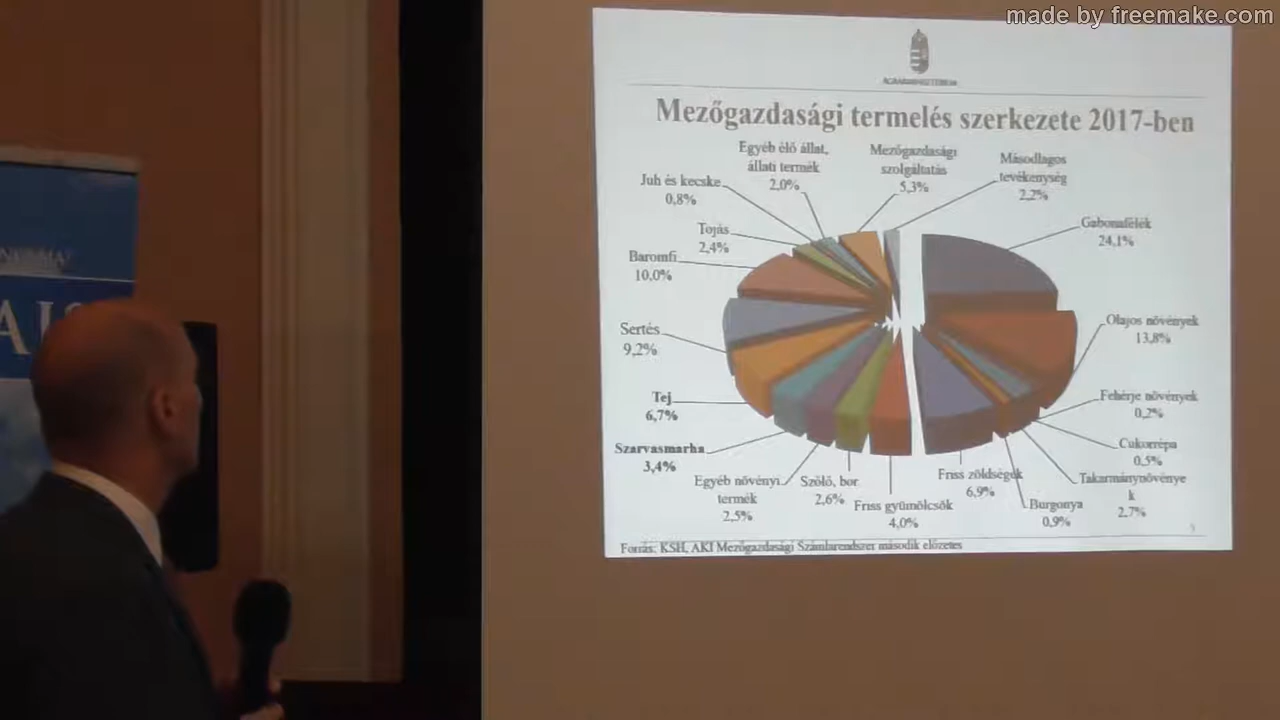 made by freemake.com
AGRÁRMINISZTÉRIUM
Mezőgazdasági termelés szerkezete 2017-ben
Egyéb élő állat,
állati termék
2,0%
Mezőgazdasági
szolgáltatás
5,3%
Másodlagos
tevékenység
2,2%
Juh és kecske
0,8%
Tojás
2,4%
Gabonafélék
24,1%
Baromfi
10,0%
Olajos növények
13,8%
Sertés
9,2%
Tej
6,7%
Fehérje növények
0,2%
Szarvasmarha
3,4%
Cukorrépa
0,5%
Egyéb növényi
termék
2,5%
Szőlő, bor
2,6%
Friss gyümölcsök
4,0%
Friss zöldségek
6,9%
Burgonya
0,9%
Takarmánynövénye
k
2,7%
Forrás: KSH, AKI Mezőgazdasági Számlarendszer második előzetes